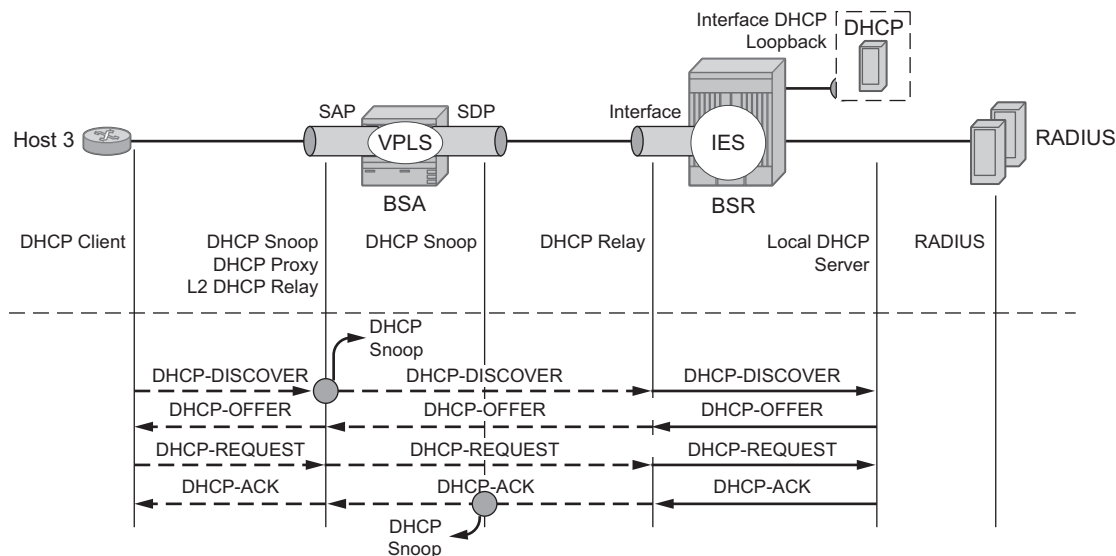 Interface DHCP
Loopback
DHCP
SAP
SDP
Interface
Host 3
VPLS
IES
RADIUS
BSA
BSR
DHCP Client
DHCP Snoop
DHCP Proxy
L2 DHCP Relay
DHCP Snoop
DHCP Relay
Local DHCP
Server
RADIUS
DHCP
Snoop
DHCP-DISCOVER
DHCP-DISCOVER
DHCP-DISCOVER
DHCP-OFFER
DHCP-OFFER
DHCP-OFFER
DHCP-REQUEST
DHCP-REQUEST
DHCP-REQUEST
DHCP-ACK
DHCP-ACK
DHCP-ACK
DHCP
Snoop